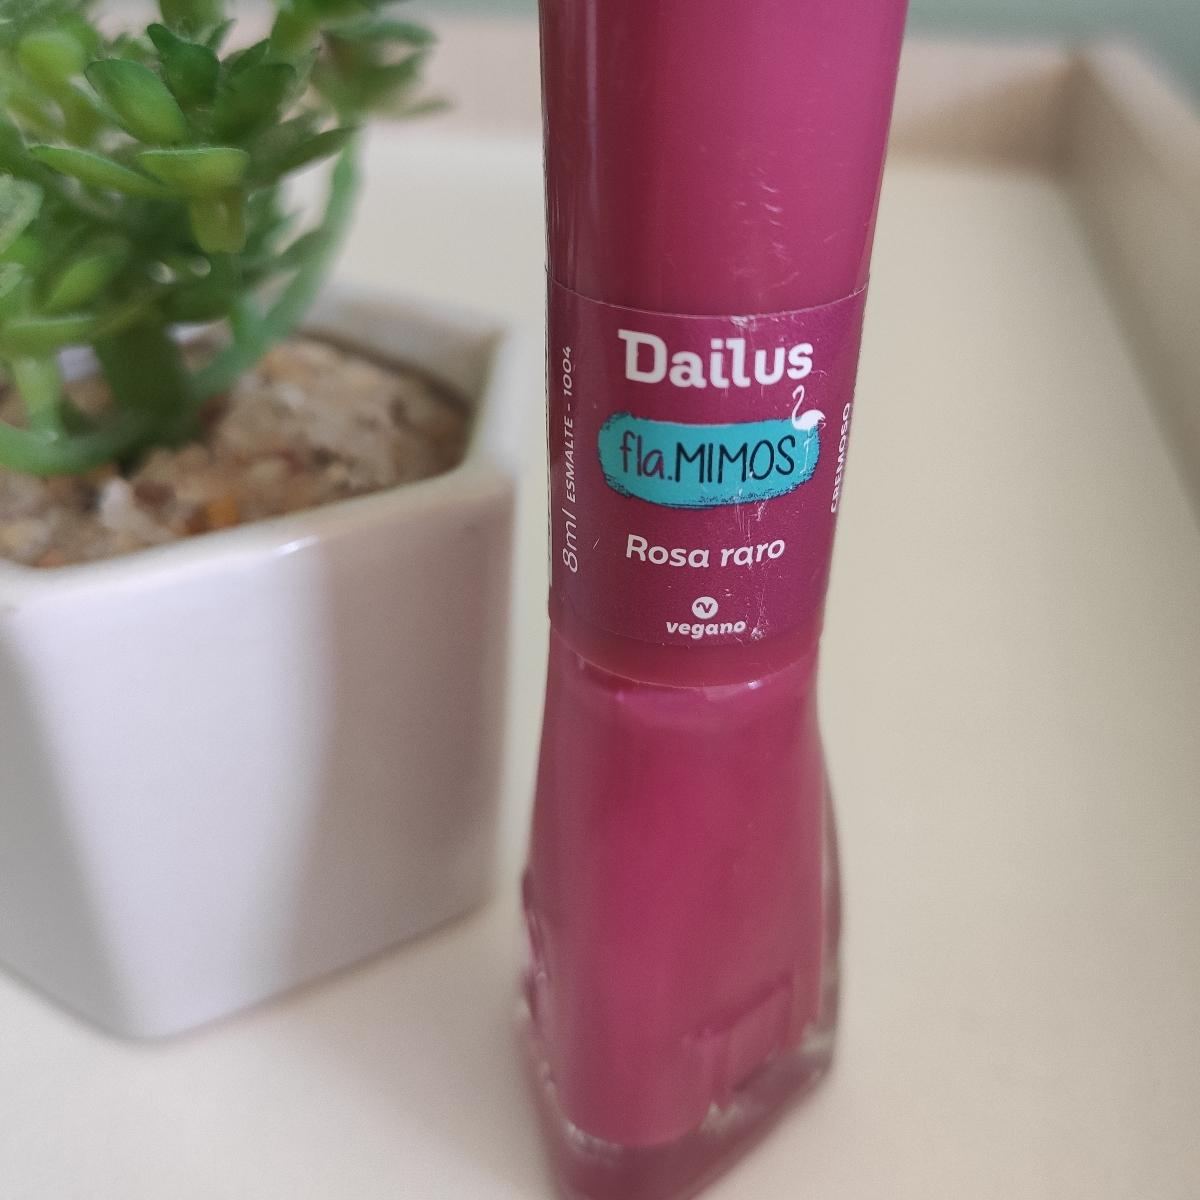 Dailus
fla.MIMOS
Rosa raro
vegano
8ml ESMALTE - 1004
CREMOSO